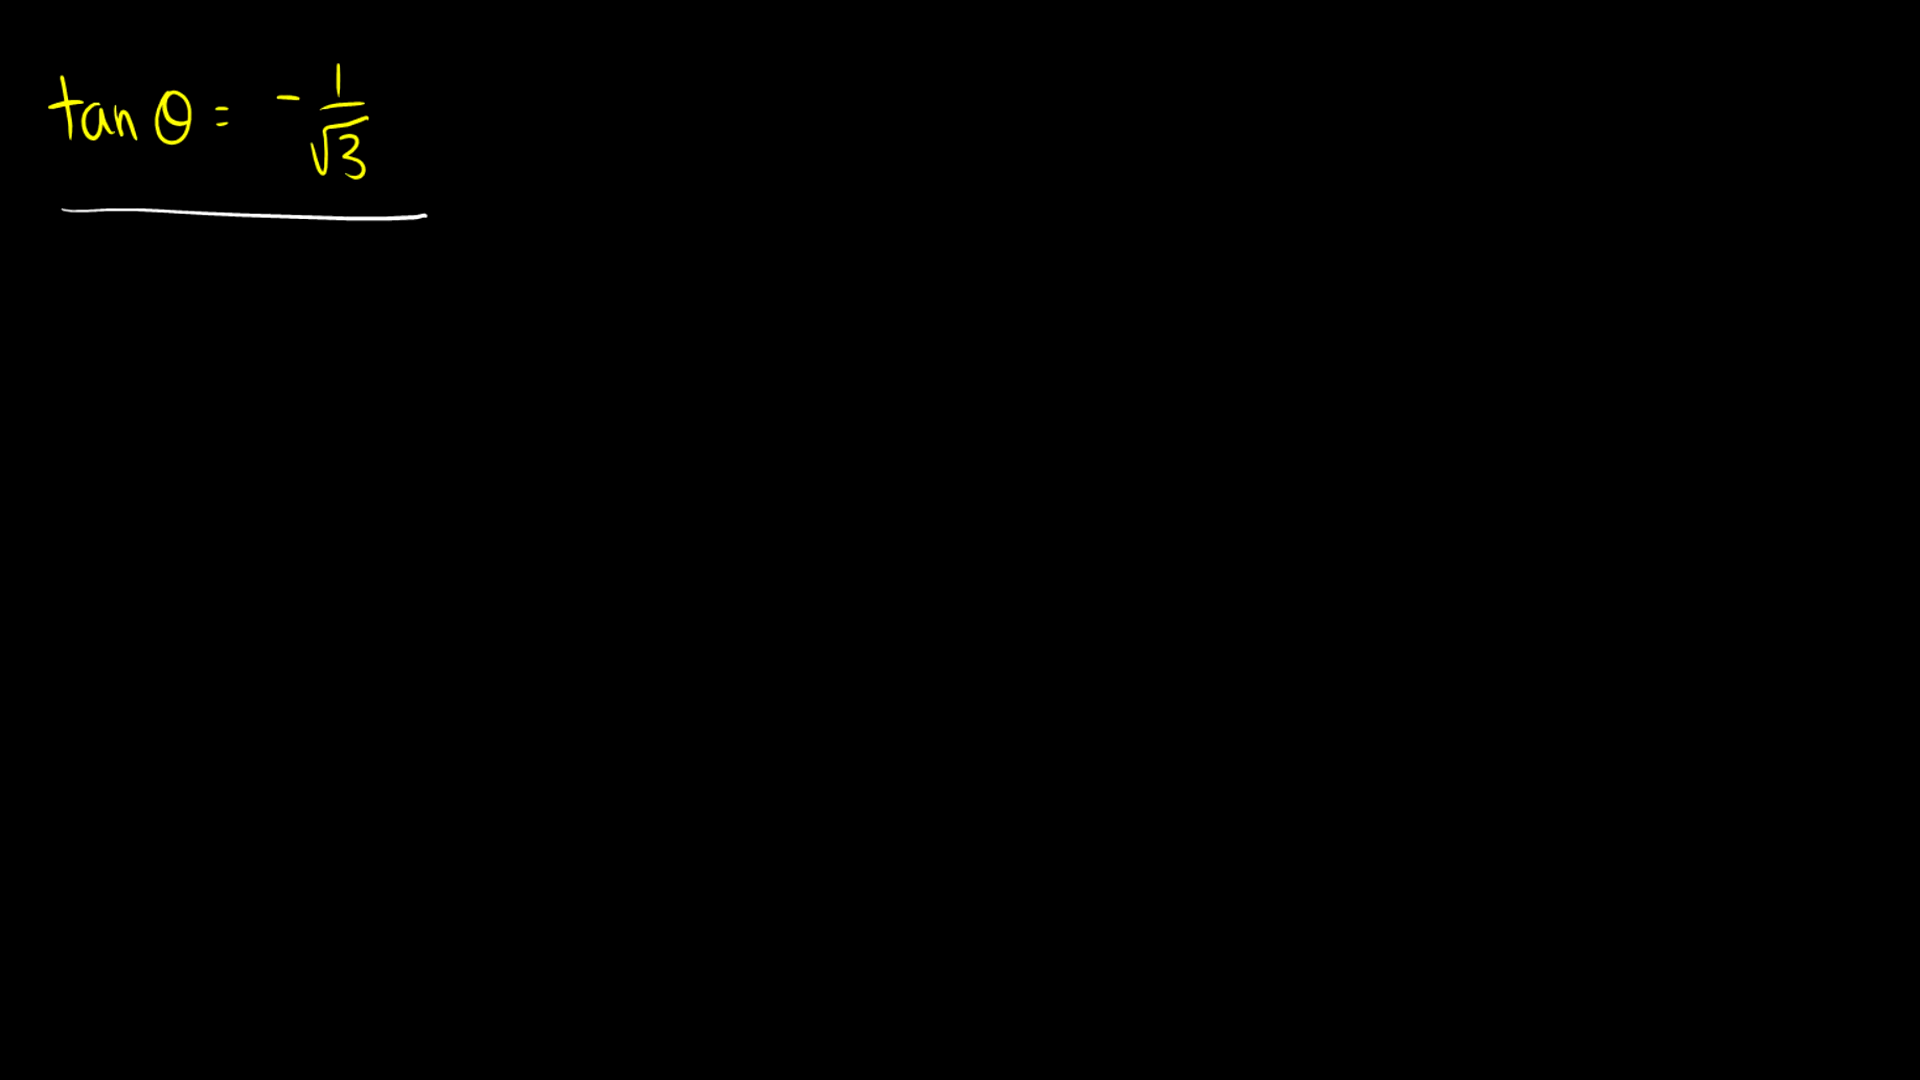 tan θ = - 1/√3